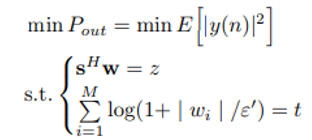 min P_out = min E[|y(n)|²]
s.t. { s^H w = z
∑_{i=1}^{M} log(1+ | w_i | /ε′) = t